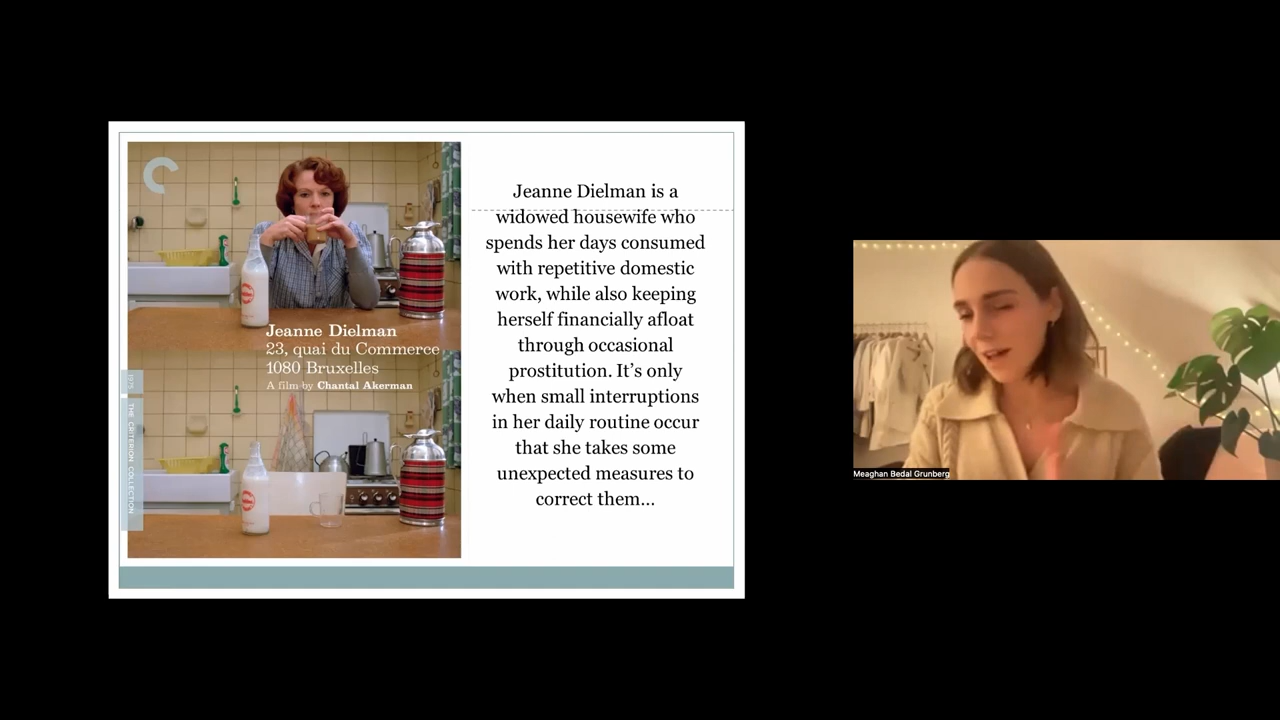 Jeanne Dielman
23, quai du Commerce
1080 Bruxelles
A film by Chantal Akerman
1975
THE CRITERION COLLECTION
Jeanne Dielman is a
widowed housewife who
spends her days consumed
with repetitive domestic
work, while also keeping
herself financially afloat
through occasional
prostitution. It’s only
when small interruptions
in her daily routine occur
that she takes some
unexpected measures to
correct them…
Meaghan Bedal Grunberg